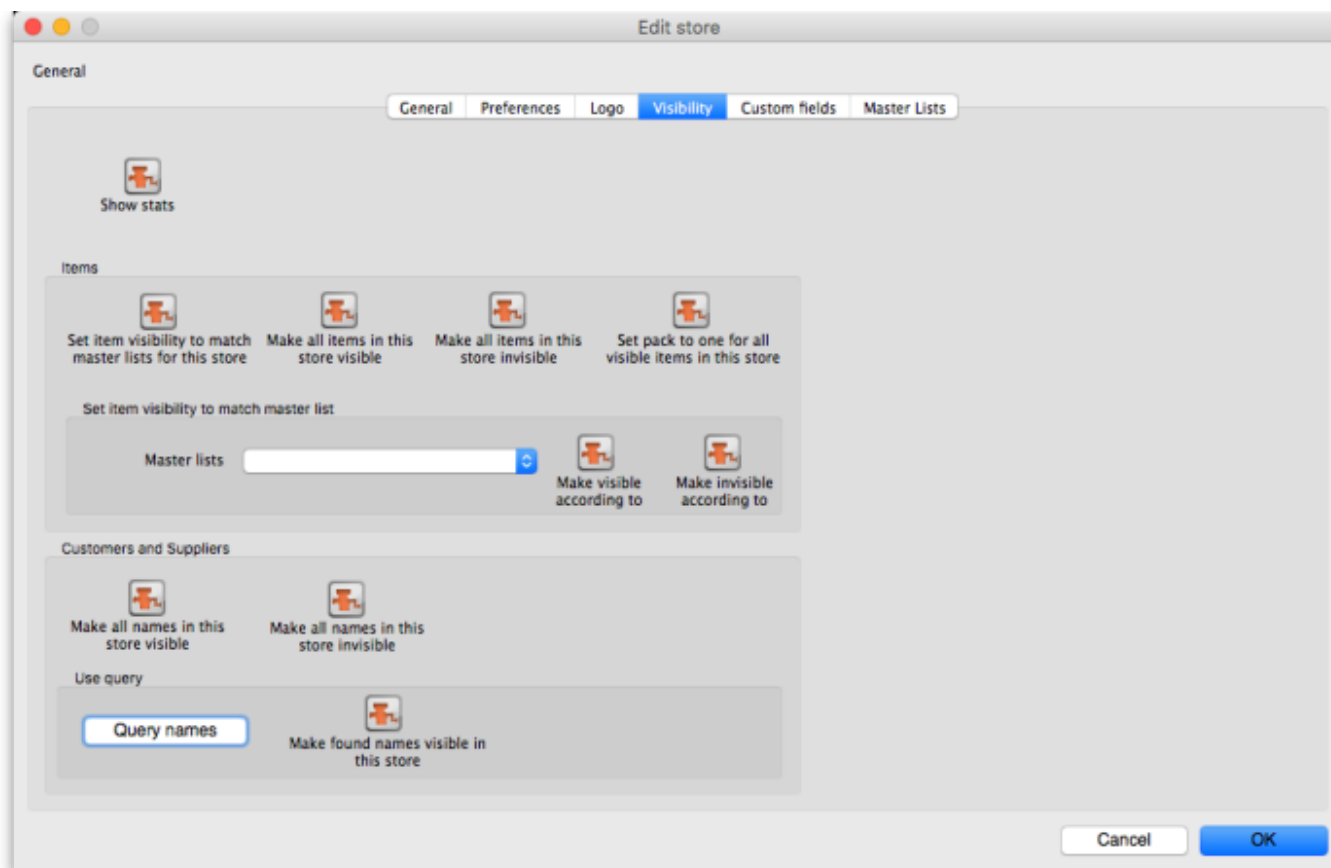 Edit store
General
General Preferences Logo Visibility Custom fields Master Lists
Show stats
Items
Set item visibility to match
master lists for this store
Make all items in this
store visible
Make all items in this
store invisible
Set pack to one for all
visible items in this store
Set item visibility to match master list
Master lists
Make visible
according to
Make invisible
according to
Customers and Suppliers
Make all names in this
store visible
Make all names in this
store invisible
Use query
Query names
Make found names visible in
this store
Cancel OK